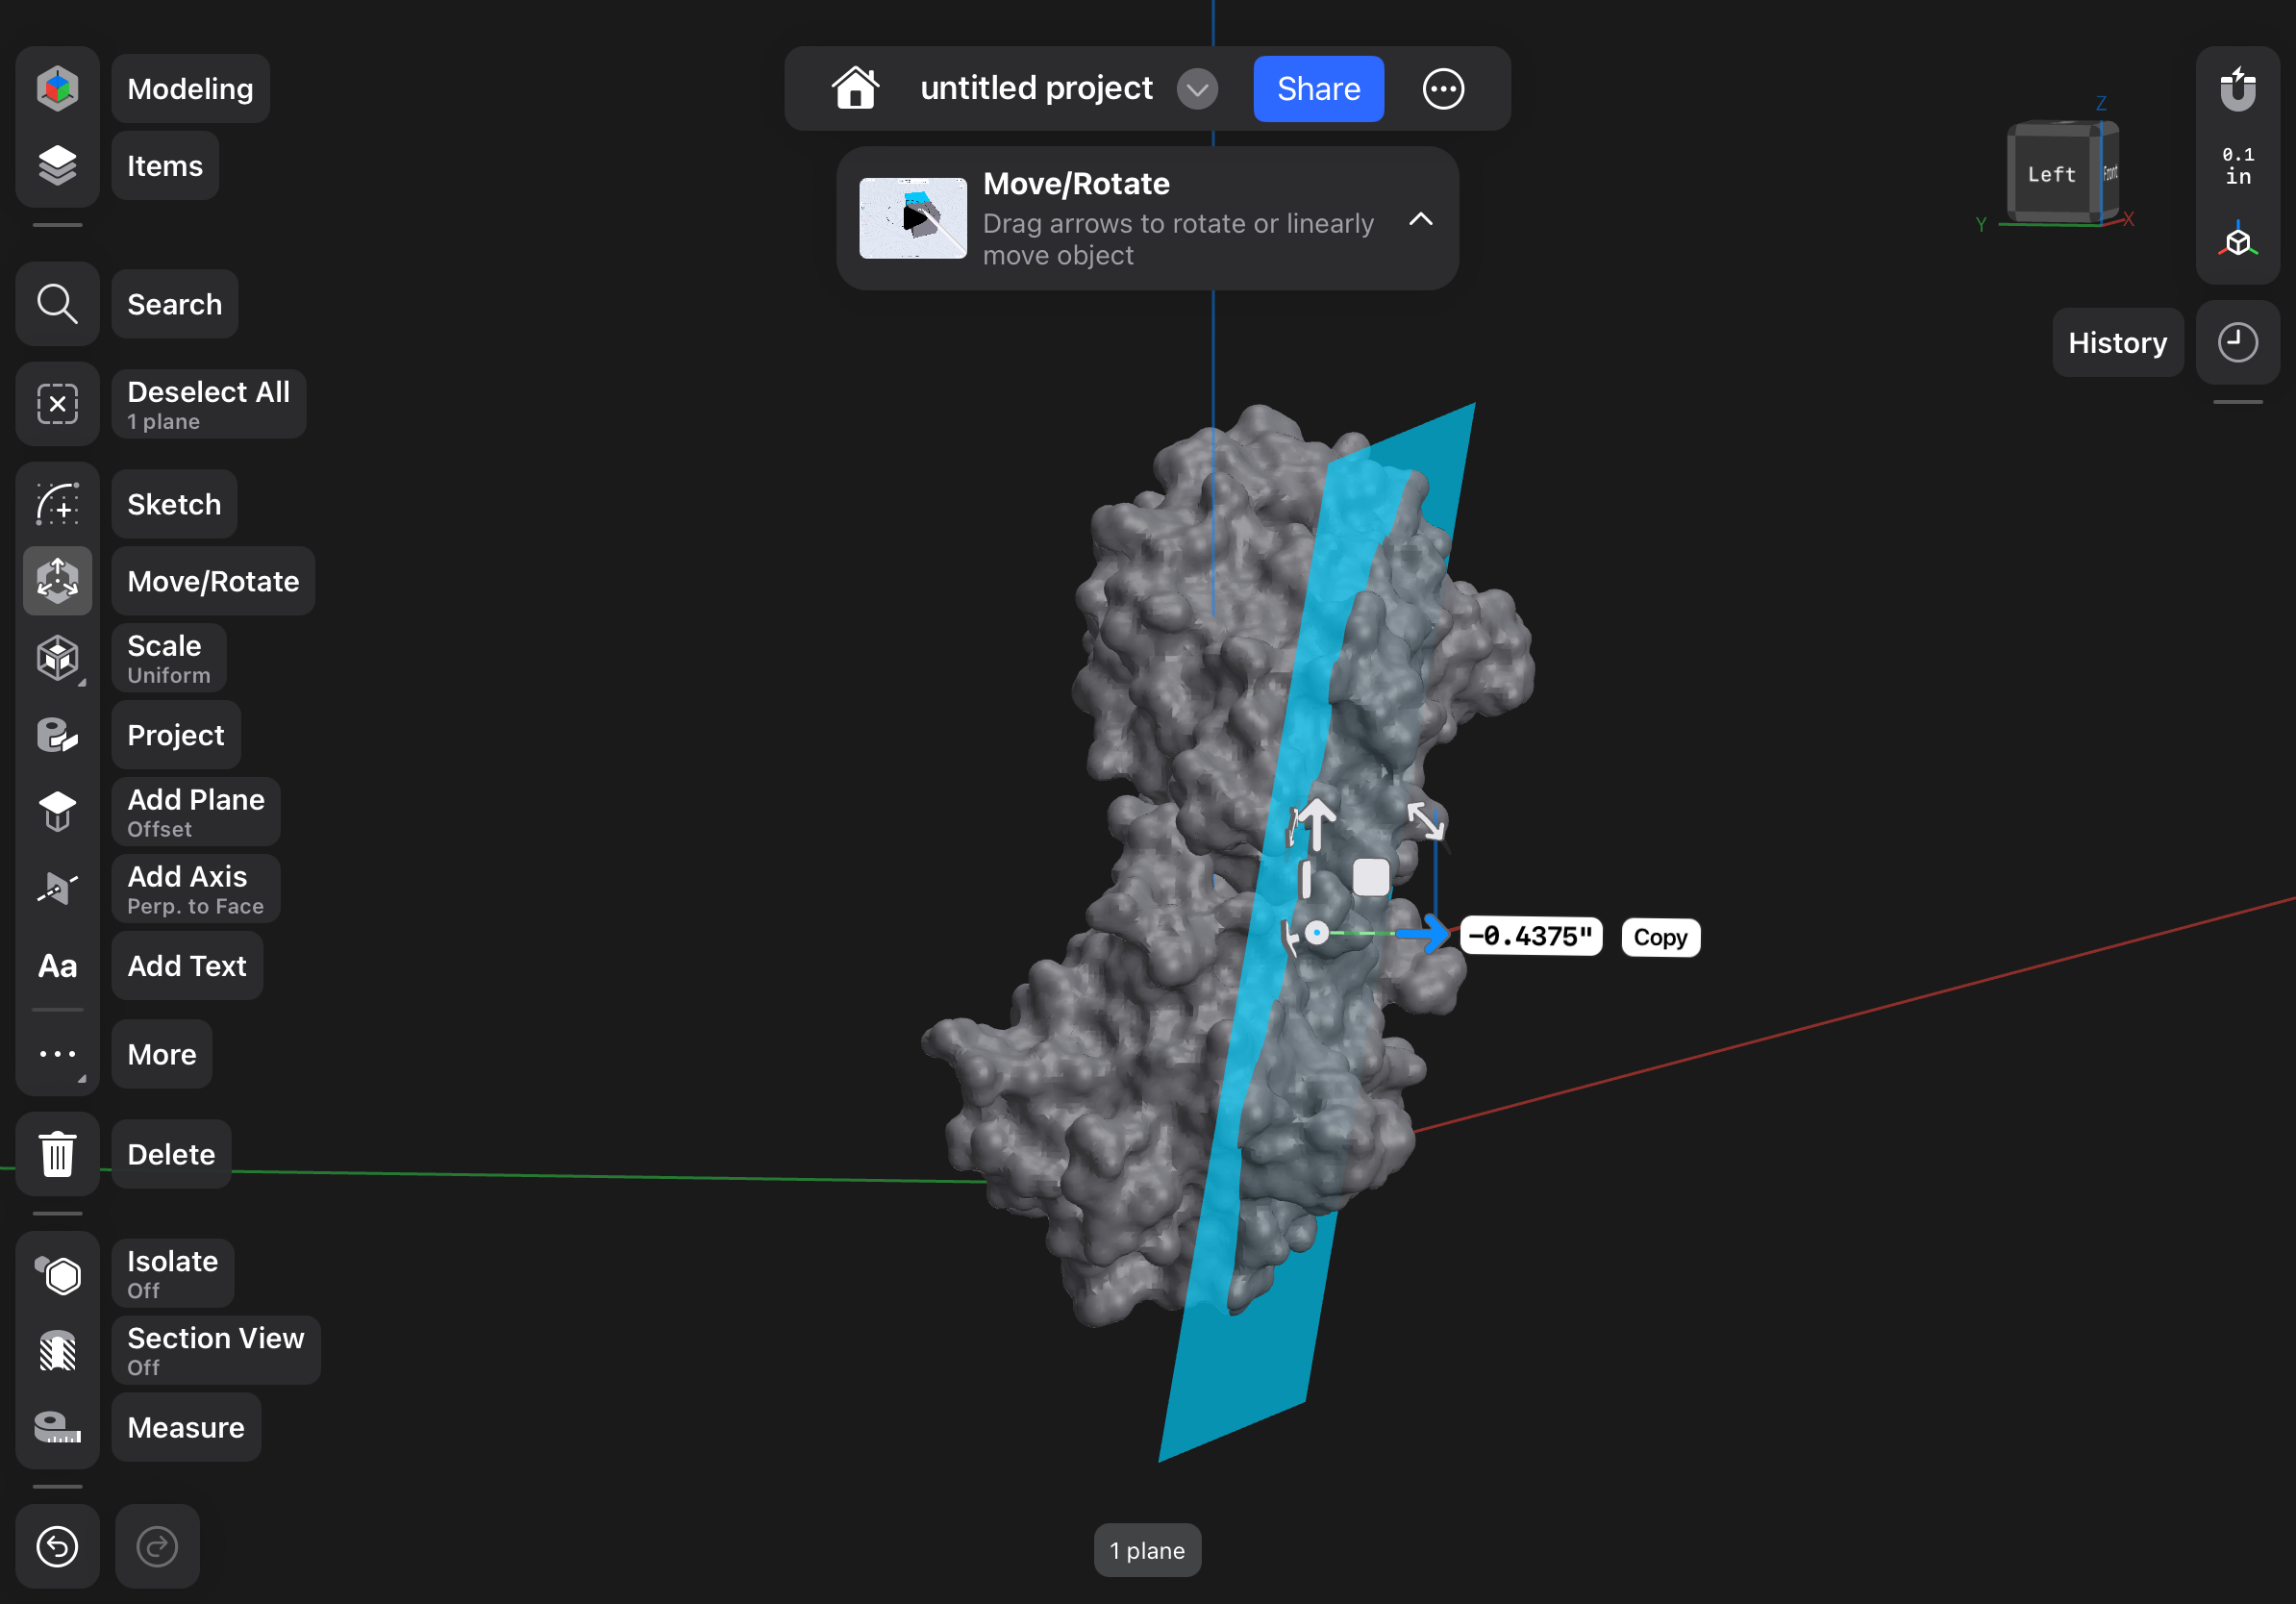 Modeling
Items
Search
Deselect All
1 plane
Sketch
Move/Rotate
Scale
Uniform
Project
Add Plane
Offset
Add Axis
Perp. to Face
Aa
Add Text
More
Delete
Isolate
Off
Section View
Off
Measure
untitled project
Share
Move/Rotate
Drag arrows to rotate or linearly
move object
−0.4375"
Copy
1 plane
Z
Left
Front
Y
X
0.1
in
History